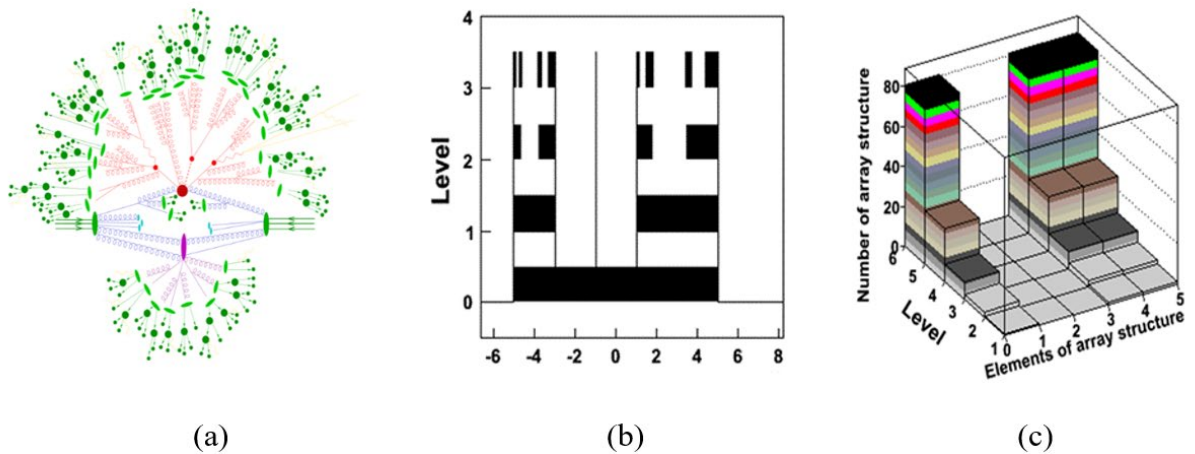 4
3
2
1
0
Level
-6 -4 -2 0 2 4 6 8
80
60
40
20
0
Number of array structure
6
5
4
3
2
1
Level
0 1 2 3 4 5
Elements of array structure
(a) (b) (c)